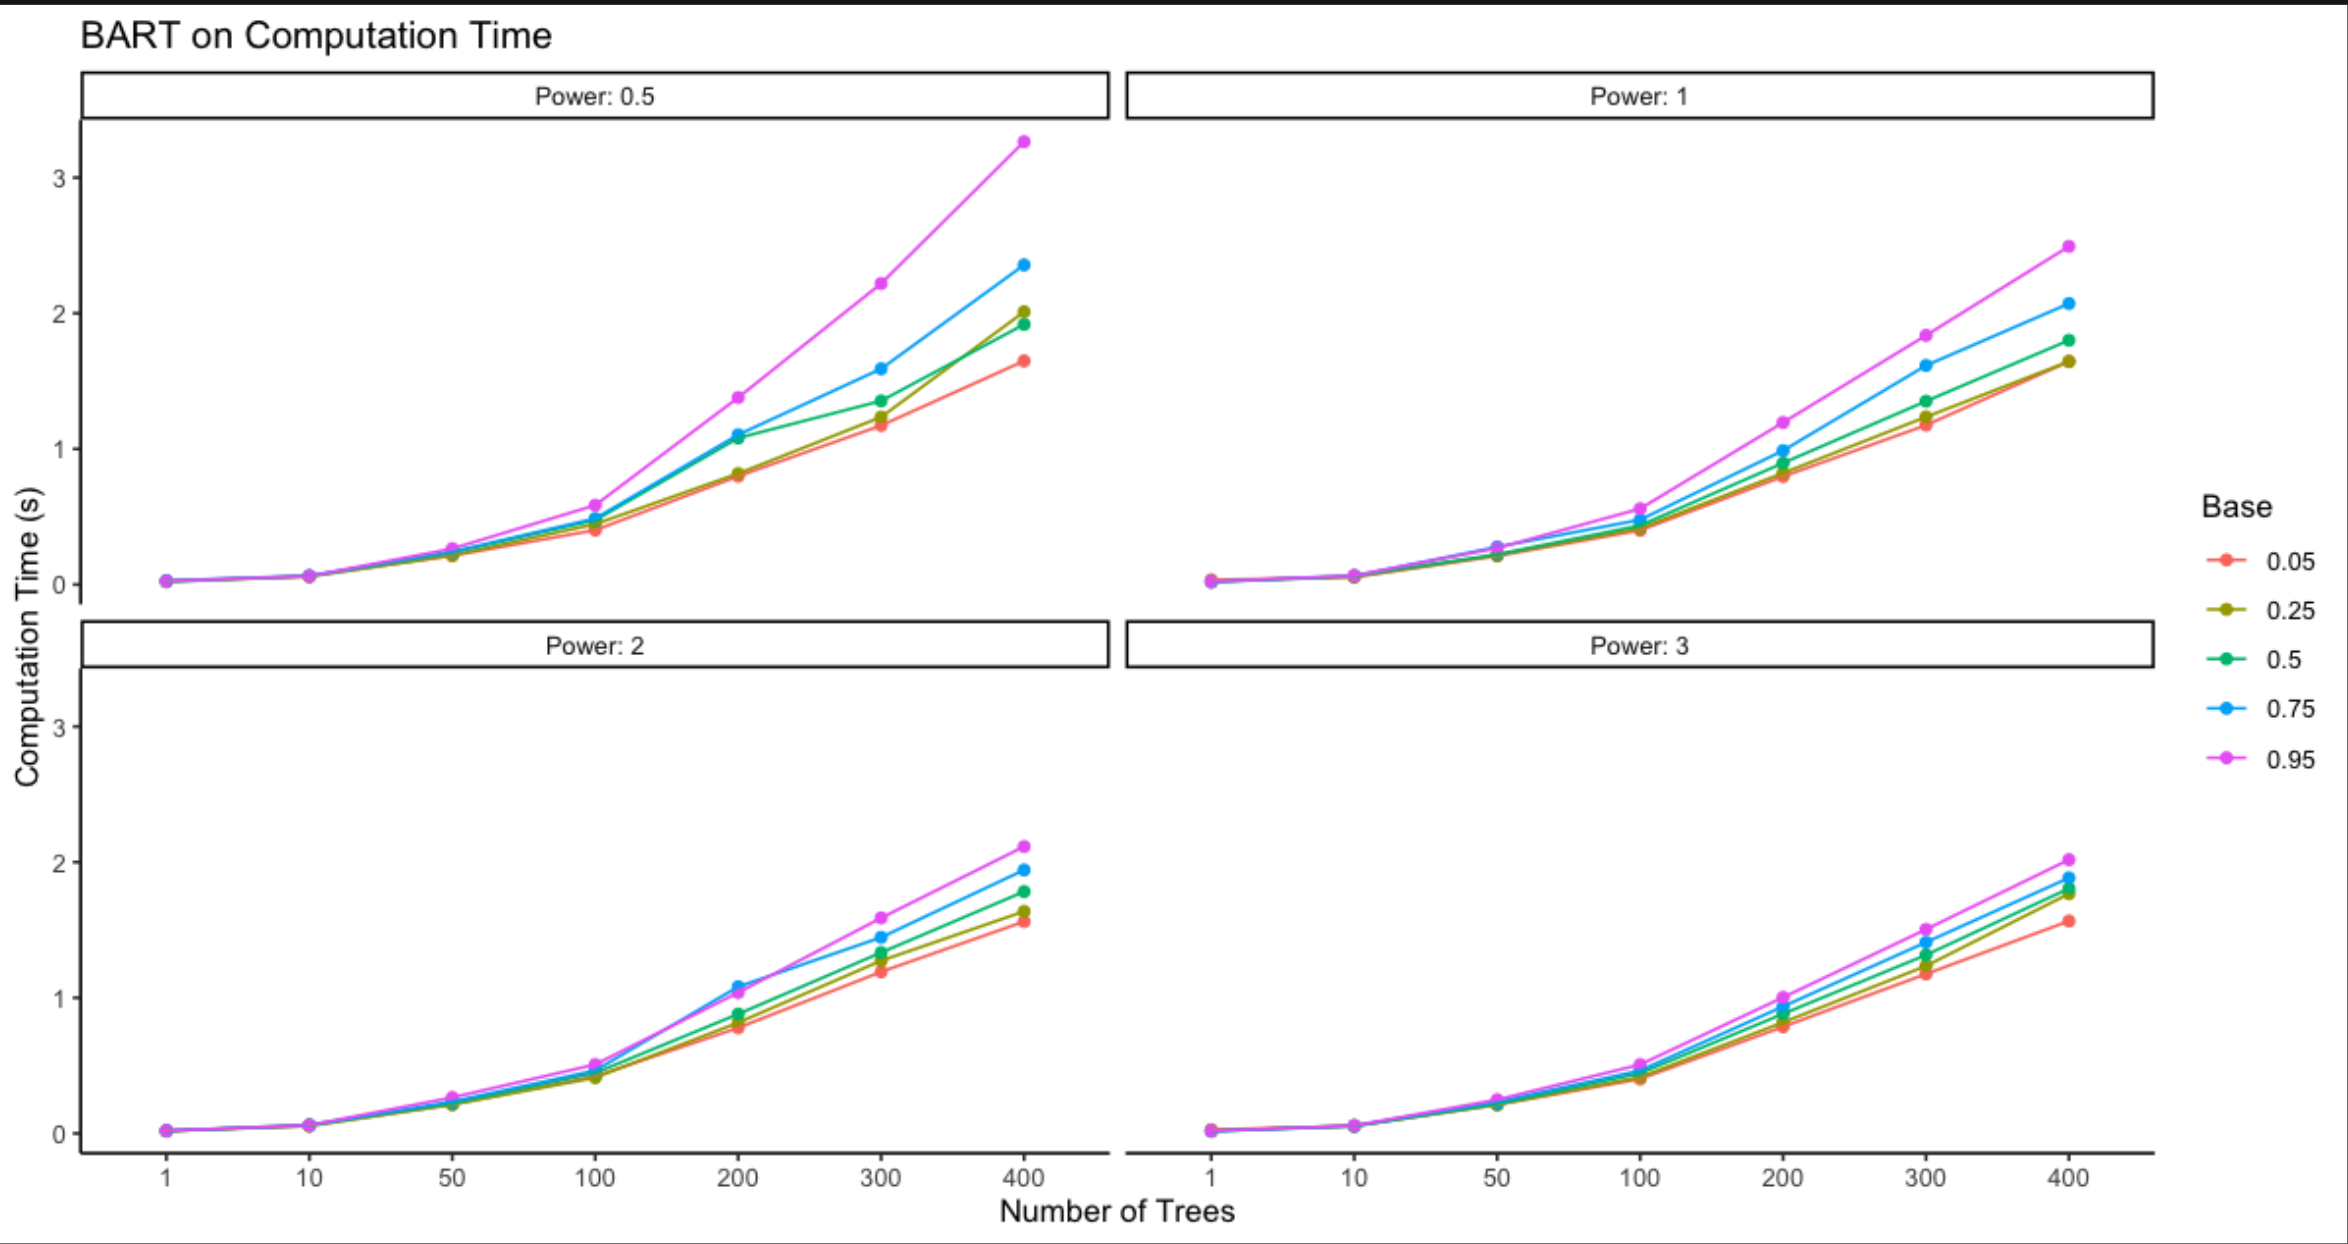 BART on Computation Time
Power: 0.5
Power: 1
3
2
1
0
Power: 2
Power: 3
3
2
1
0
1 10 50 100 200 300 400
1 10 50 100 200 300 400
Number of Trees
Computation Time (s)
Base
0.05
0.25
0.5
0.75
0.95